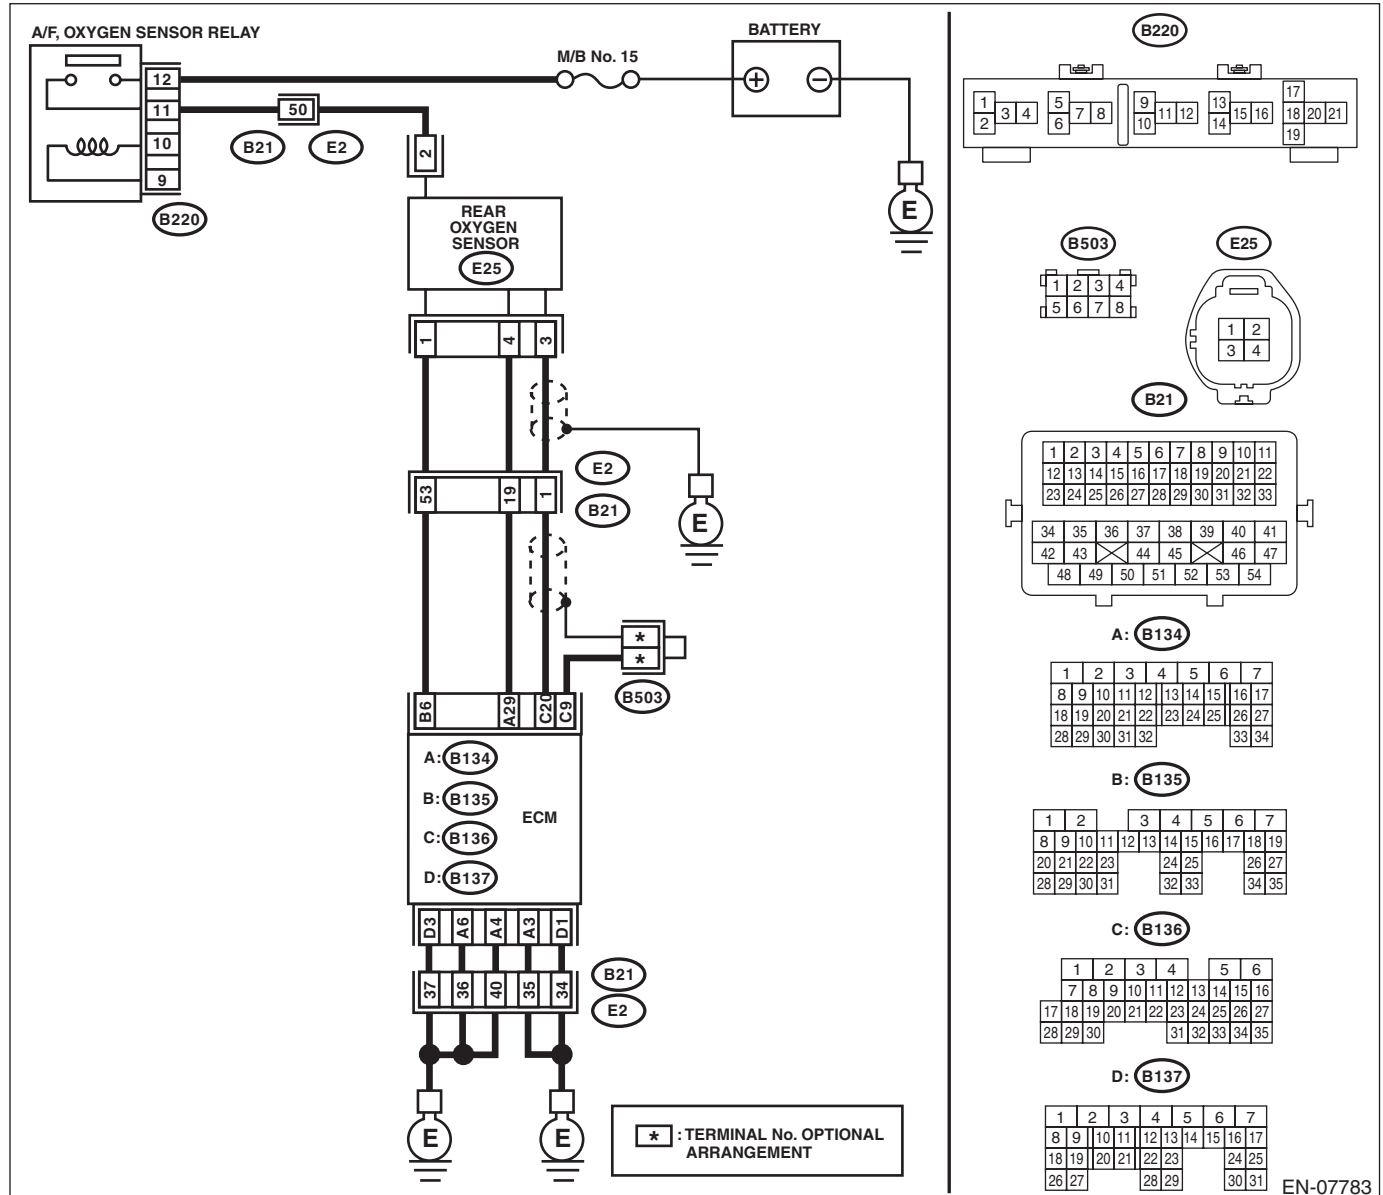 A/F, OXYGEN SENSOR RELAY
12
11
10
9
B220
50
B21
E2
2
M/B No. 15
BATTERY
+
−
E
REAR
OXYGEN
SENSOR
E25
1
4
3
E2
B21
53
19
1
E
*
*
B503
B6
A29
C20
C9
A: B134
B: B135
C: B136
D: B137
ECM
D3
A6
A4
A3
D1
37
36
40
35
34
B21
E2
E
E
* : TERMINAL No. OPTIONAL
ARRANGEMENT
B220
1
2
3 4
5
6
7 8
9
10
11 12
13
14
15 16
17
18 20 21
19
B503
1 2 3 4
5 6 7 8
E25
1 2
3 4
B21
1 2 3 4 5 6 7 8 9 10 11
12 13 14 15 16 17 18 19 20 21 22
23 24 25 26 27 28 29 30 31 32 33
34 35 36 37 38 39 40 41
42 43 44 45 46 47
48 49 50 51 52 53 54
A: B134
1 2 3 4 5 6 7
8 9 10 11 12 13 14 15 16 17
18 19 20 21 22 23 24 25 26 27
28 29 30 31 32 33 34
B: B135
1 2 3 4 5 6 7
8 9 10 11 12 13 14 15 16 17 18 19
20 21 22 23 24 25 26 27
28 29 30 31 32 33 34 35
C: B136
1 2 3 4 5 6
7 8 9 10 11 12 13 14 15 16
17 18 19 20 21 22 23 24 25 26 27
28 29 30 31 32 33 34 35
D: B137
1 2 3 4 5 6 7
8 9 10 11 12 13 14 15 16 17
18 19 20 21 22 23 24 25
26 27 28 29 30 31
EN-07783